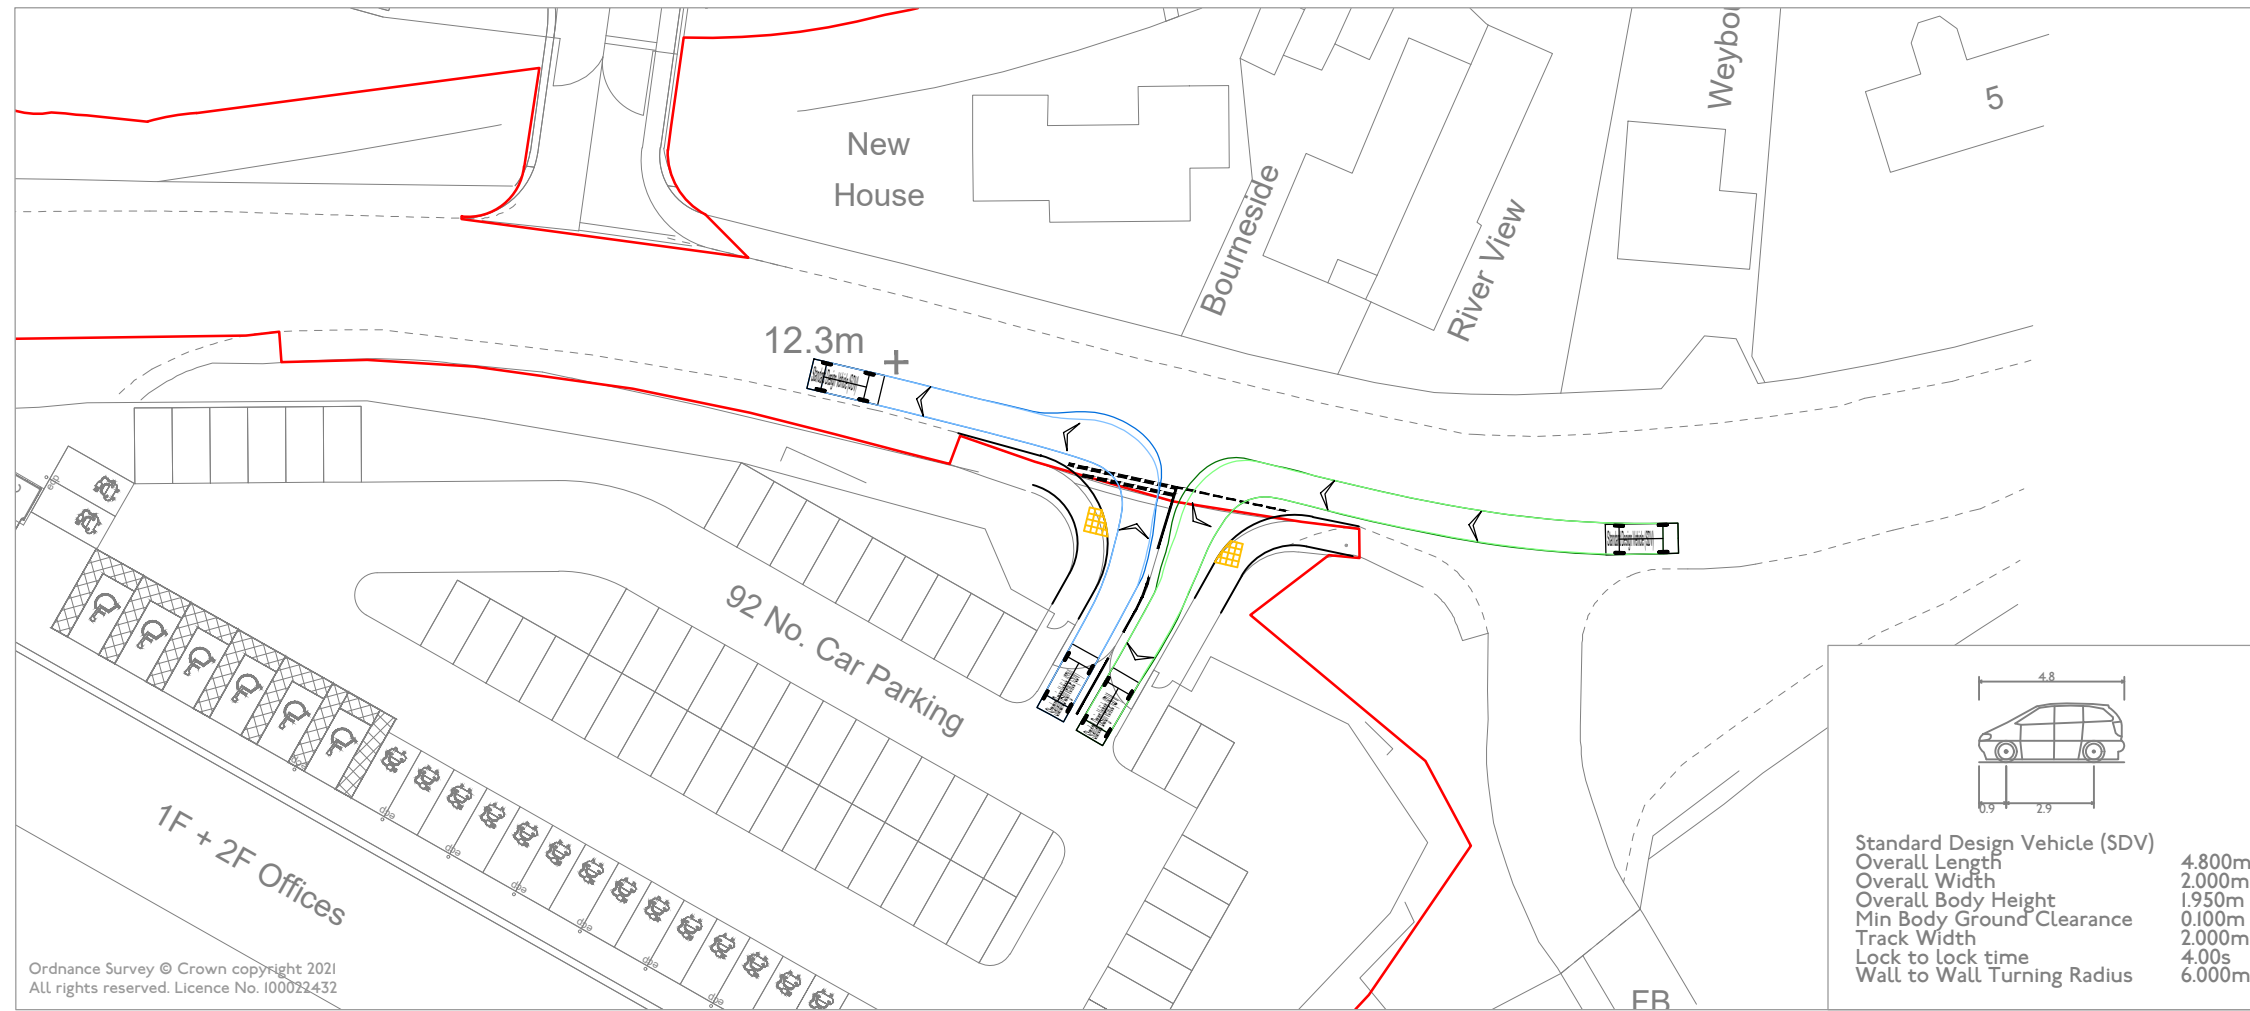 New
House
Bourneside
River View
Weybou
5
12.3m
92 No. Car Parking
1F + 2F Offices
FB
4.8
0.9
2.9
Standard Design Vehicle (SDV)
Overall Length 4.800m
Overall Width 2.000m
Overall Body Height 1.950m
Min Body Ground Clearance 0.100m
Track Width 2.000m
Lock to lock time 4.00s
Wall to Wall Turning Radius 6.000m
Ordnance Survey © Crown copyright 2021
All rights reserved. Licence No. 100022432